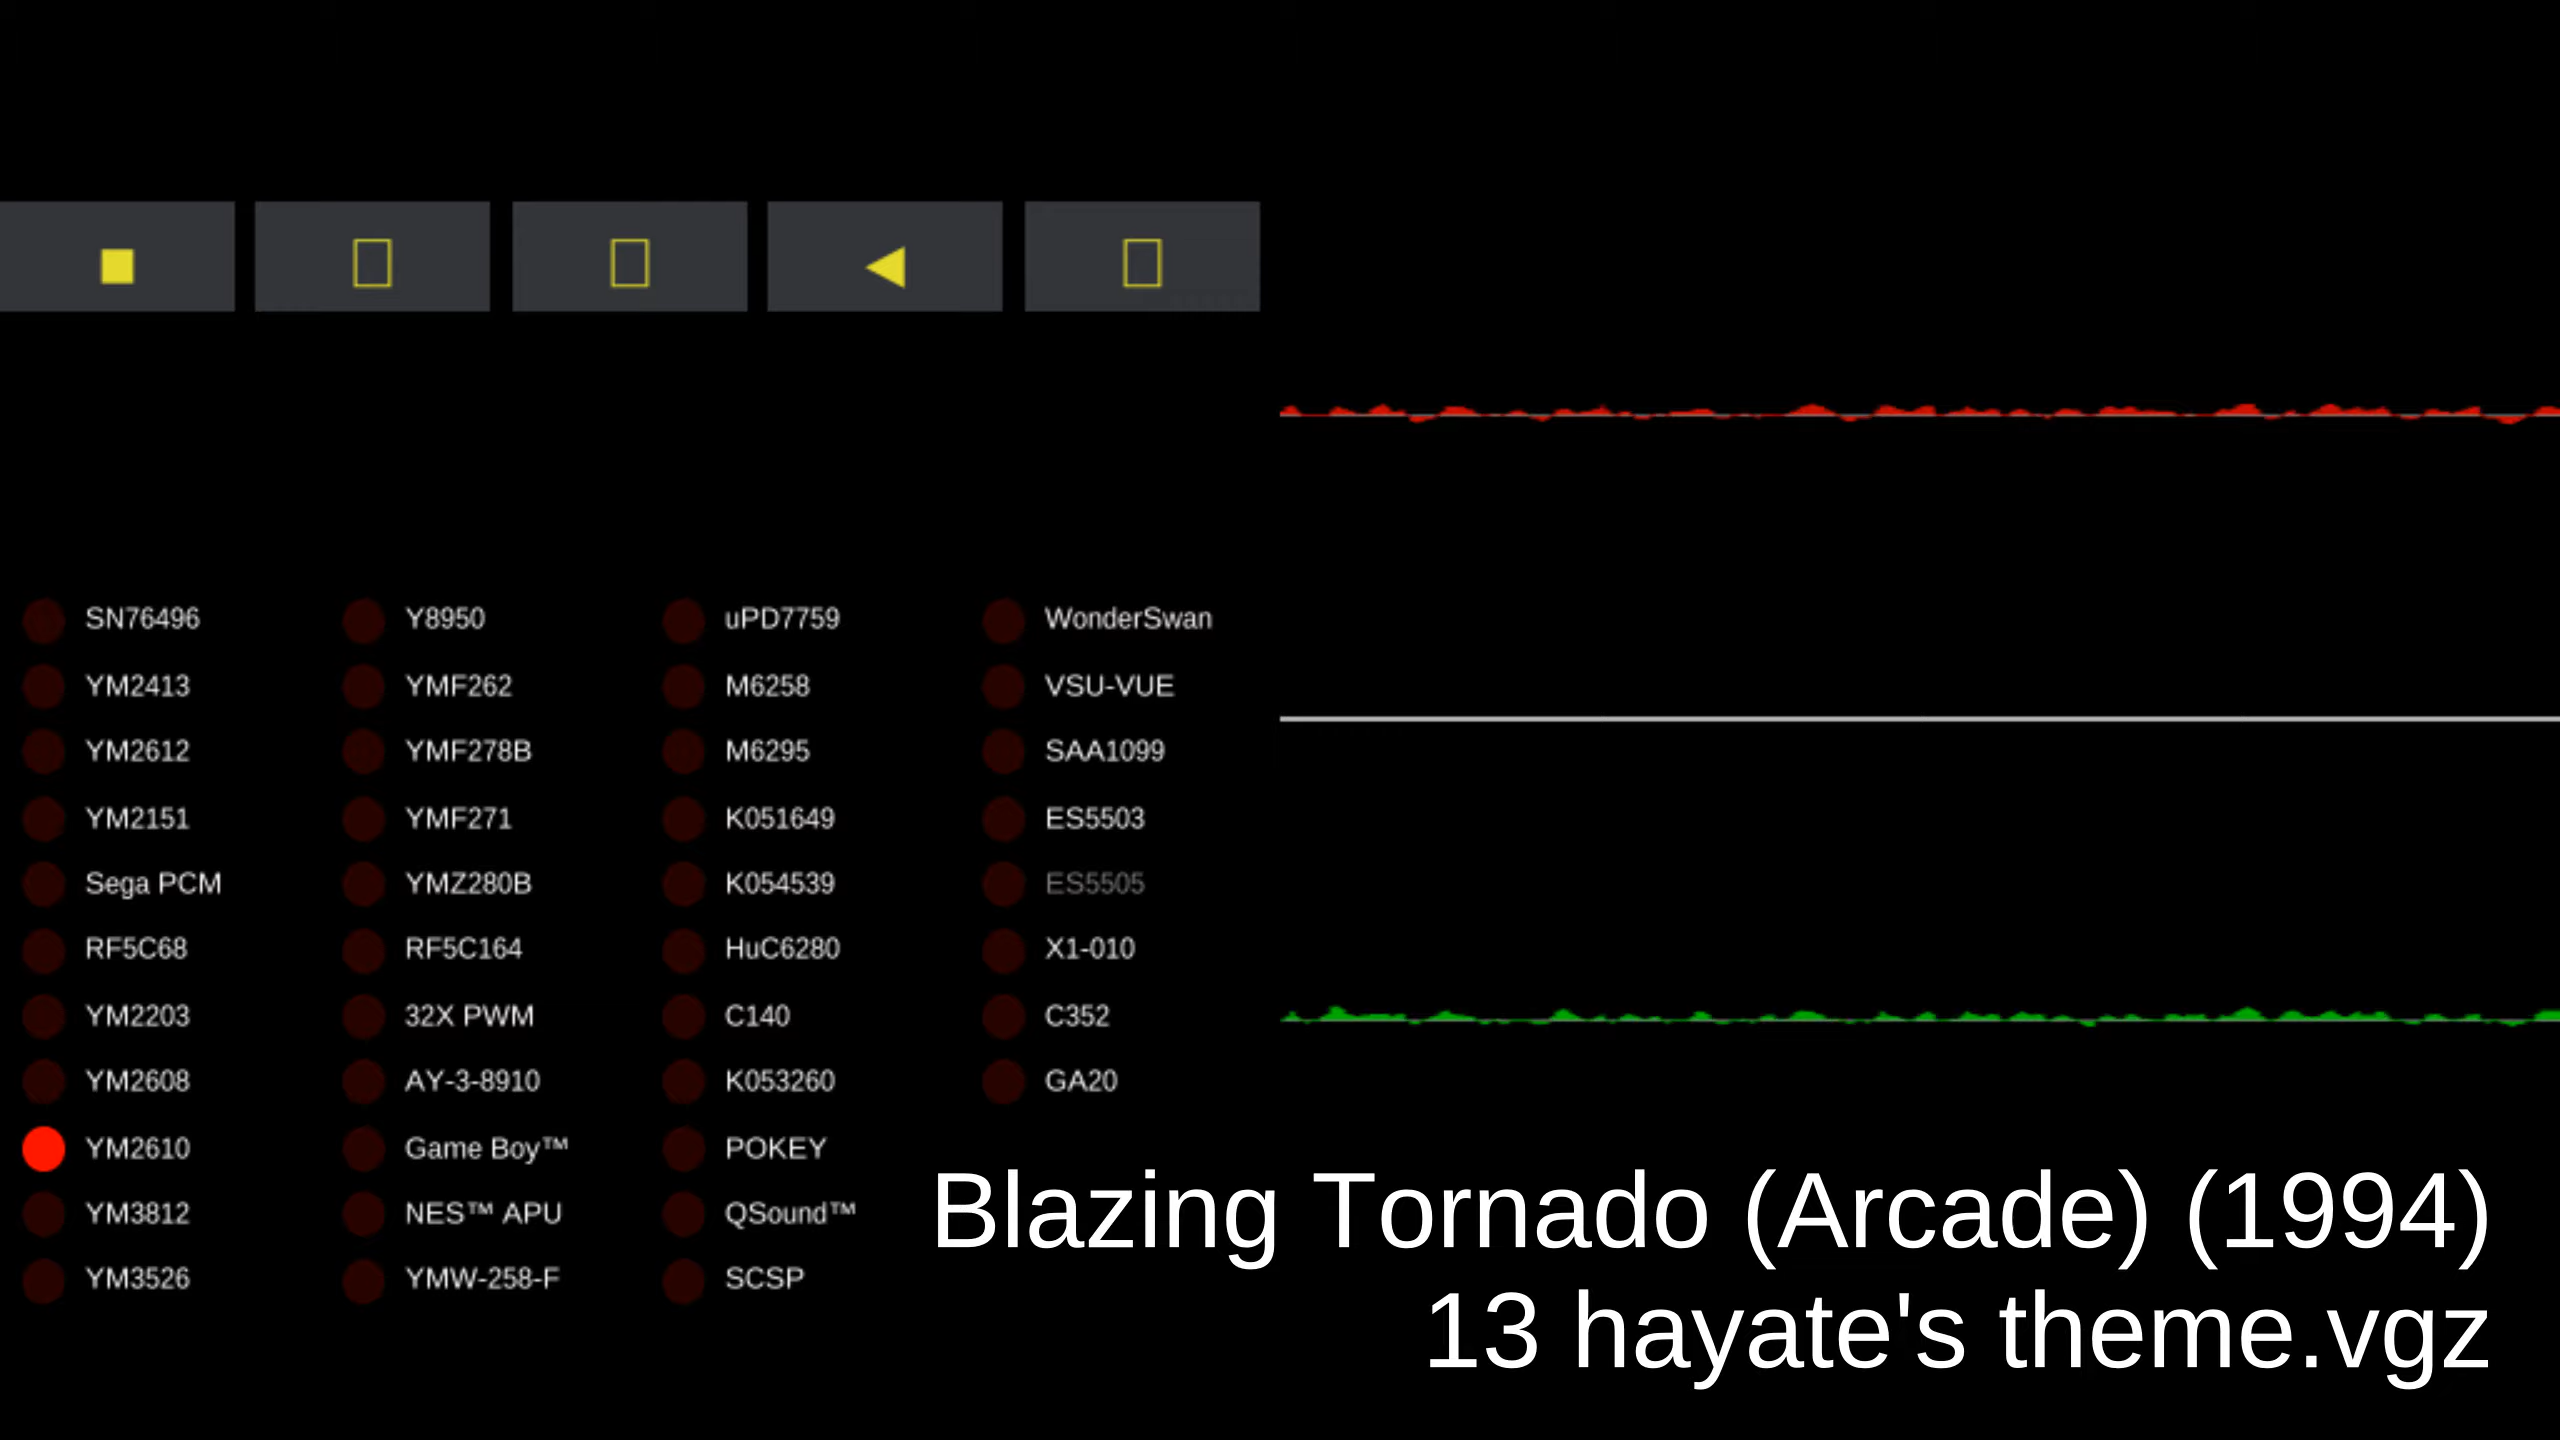 SN76496
YM2413
YM2612
YM2151
Sega PCM
RF5C68
YM2203
YM2608
YM2610
YM3812
YM3526
Y8950
YMF262
YMF278B
YMF271
YMZ280B
RF5C164
32X PWM
AY-3-8910
Game Boy™
NES™ APU
YMW-258-F
uPD7759
M6258
M6295
K051649
K054539
HuC6280
C140
K053260
POKEY
QSound™
SCSP
WonderSwan
VSU-VUE
SAA1099
ES5503
ES5505
X1-010
C352
GA20
Blazing Tornado (Arcade) (1994)
13 hayate's theme.vgz